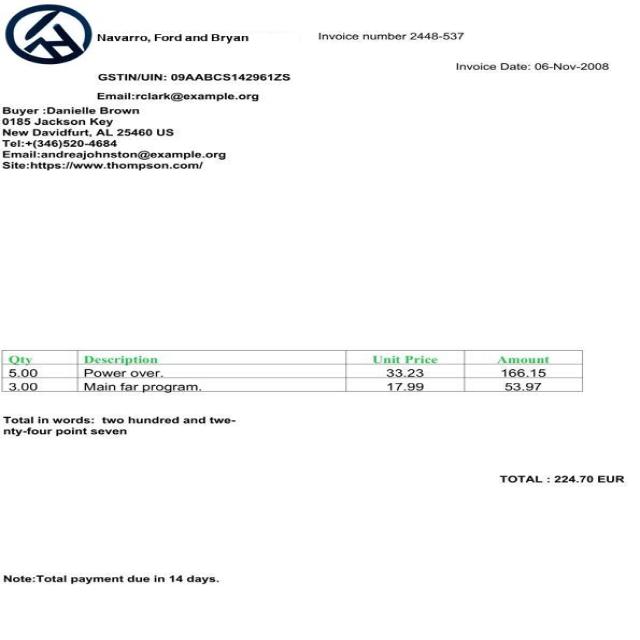 Navarro, Ford and Bryan
Invoice number 2448-537
Invoice Date: 06-Nov-2008
GSTIN/UIN: 09AABCS142961ZS
Email:rclark@example.org
Buyer :Danielle Brown
0185 Jackson Key
New Davidfurt, AL 25460 US
Tel:+(346)520-4684
Email:andreajohnston@example.org
Site:https://www.thompson.com/
Qty Description Unit Price Amount
5.00 Power over. 33.23 166.15
3.00 Main far program. 17.99 53.97
Total in words: two hundred and twe-
nty-four point seven
TOTAL : 224.70 EUR
Note:Total payment due in 14 days.